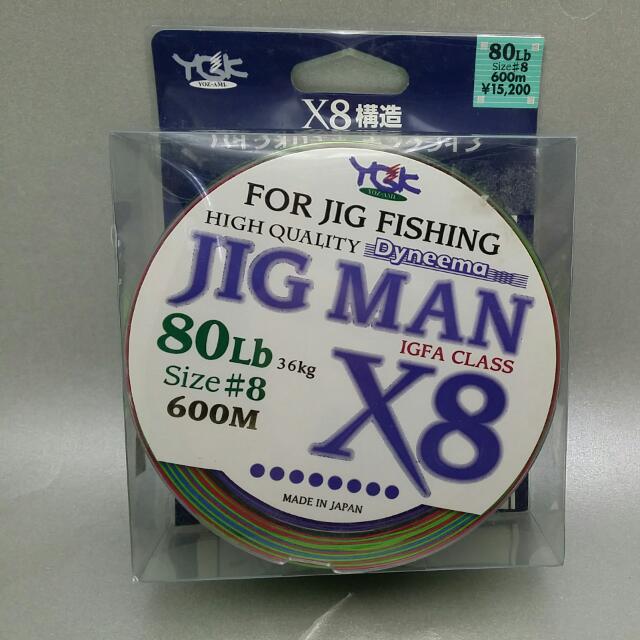 YGK
YOZ-AMI
80Lb
Size#8
600m
¥15,200
X8構造
YGK
YOZ-AMI
FOR JIG FISHING
HIGH QUALITY Dyneema
JIG MAN
IGFA CLASS
80Lb 36kg
Size #8
600M
X8
MADE IN JAPAN